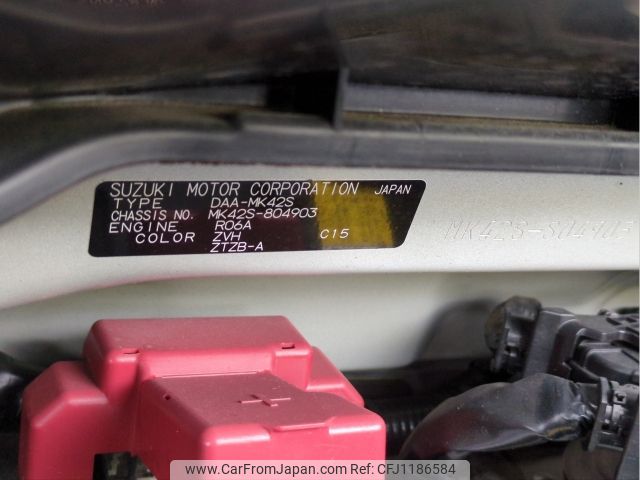 SUZUKI MOTOR CORPORATION JAPAN
TYPE DAA-MK42S
CHASSIS NO. MK42S-804903
ENGINE R06A
COLOR ZVH C15
ZTZB-A
+
www.CarFromJapan.com CFJ1186584